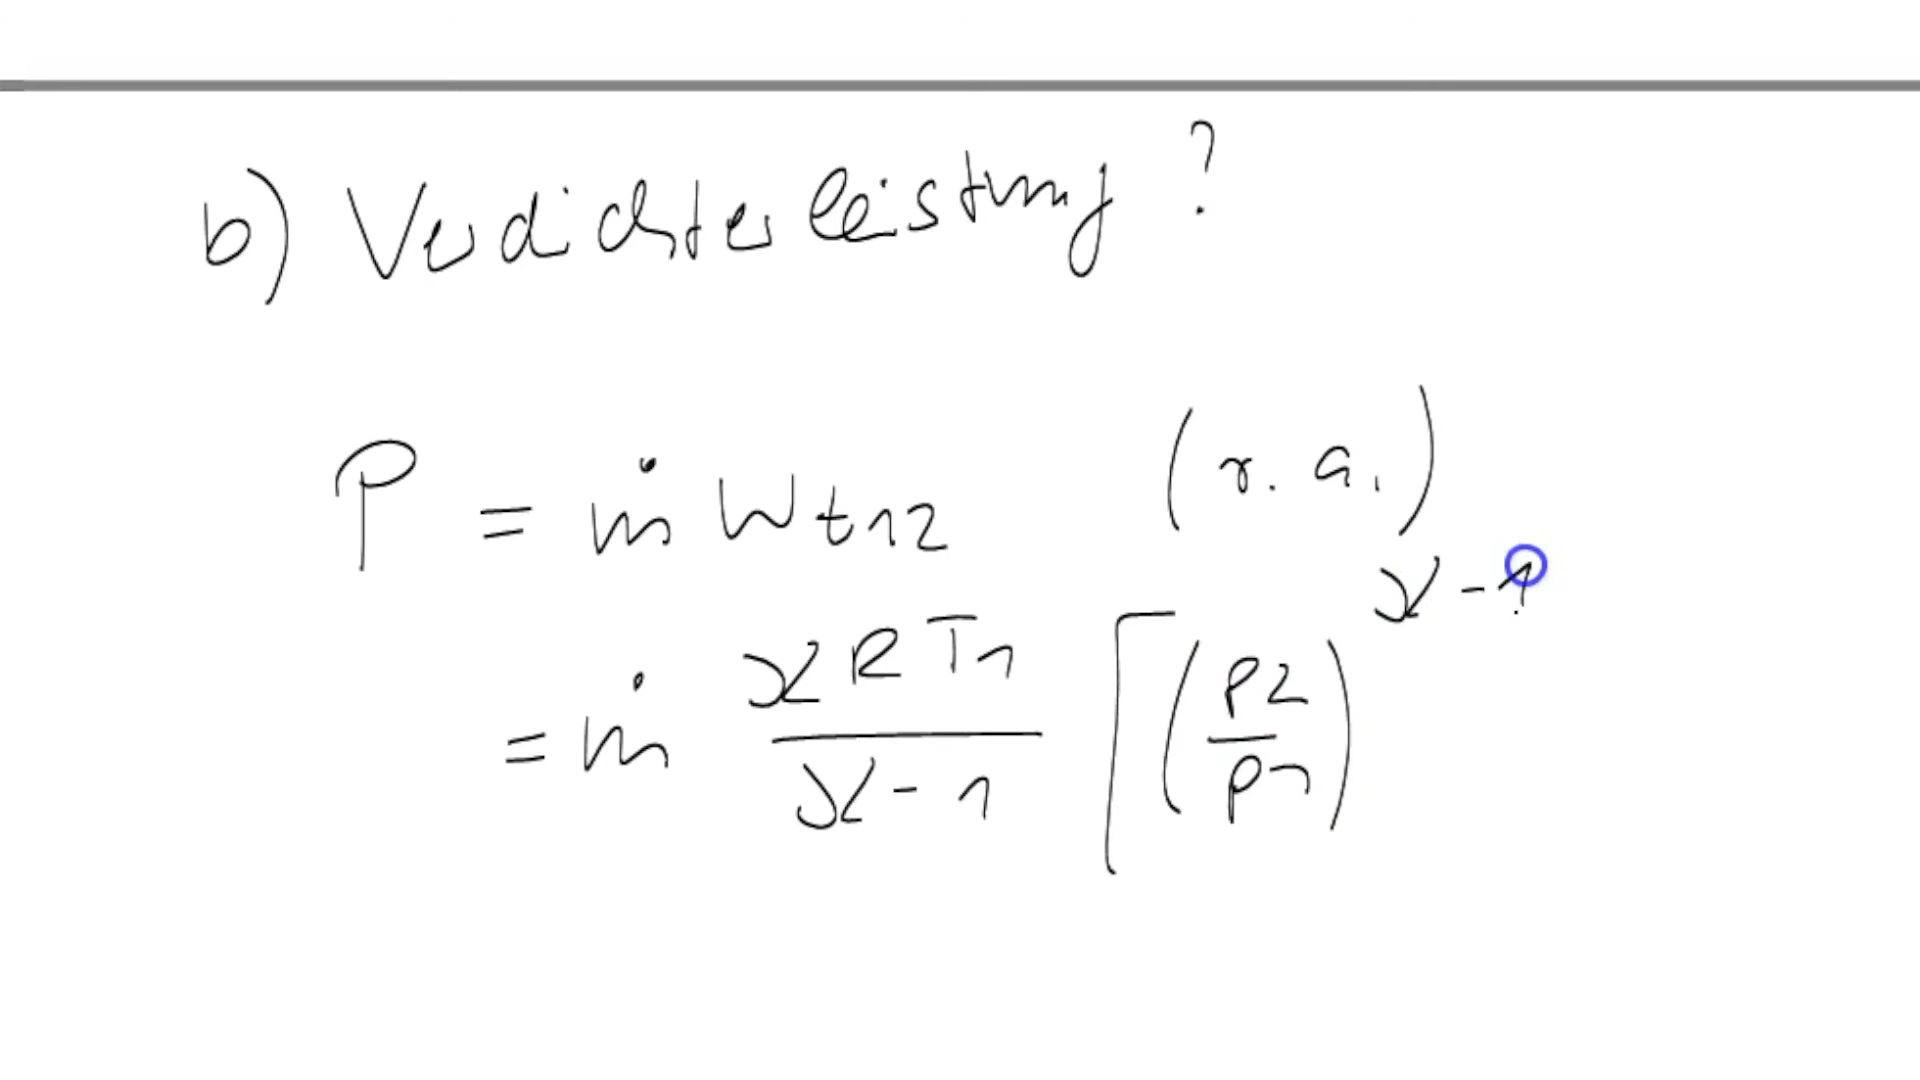 b) Verdichterleistung ?
P = ṁ wt12 (r. a.)
= ṁ ϰRT1 / ϰ-1 [(p2/p1)^ϰ-1